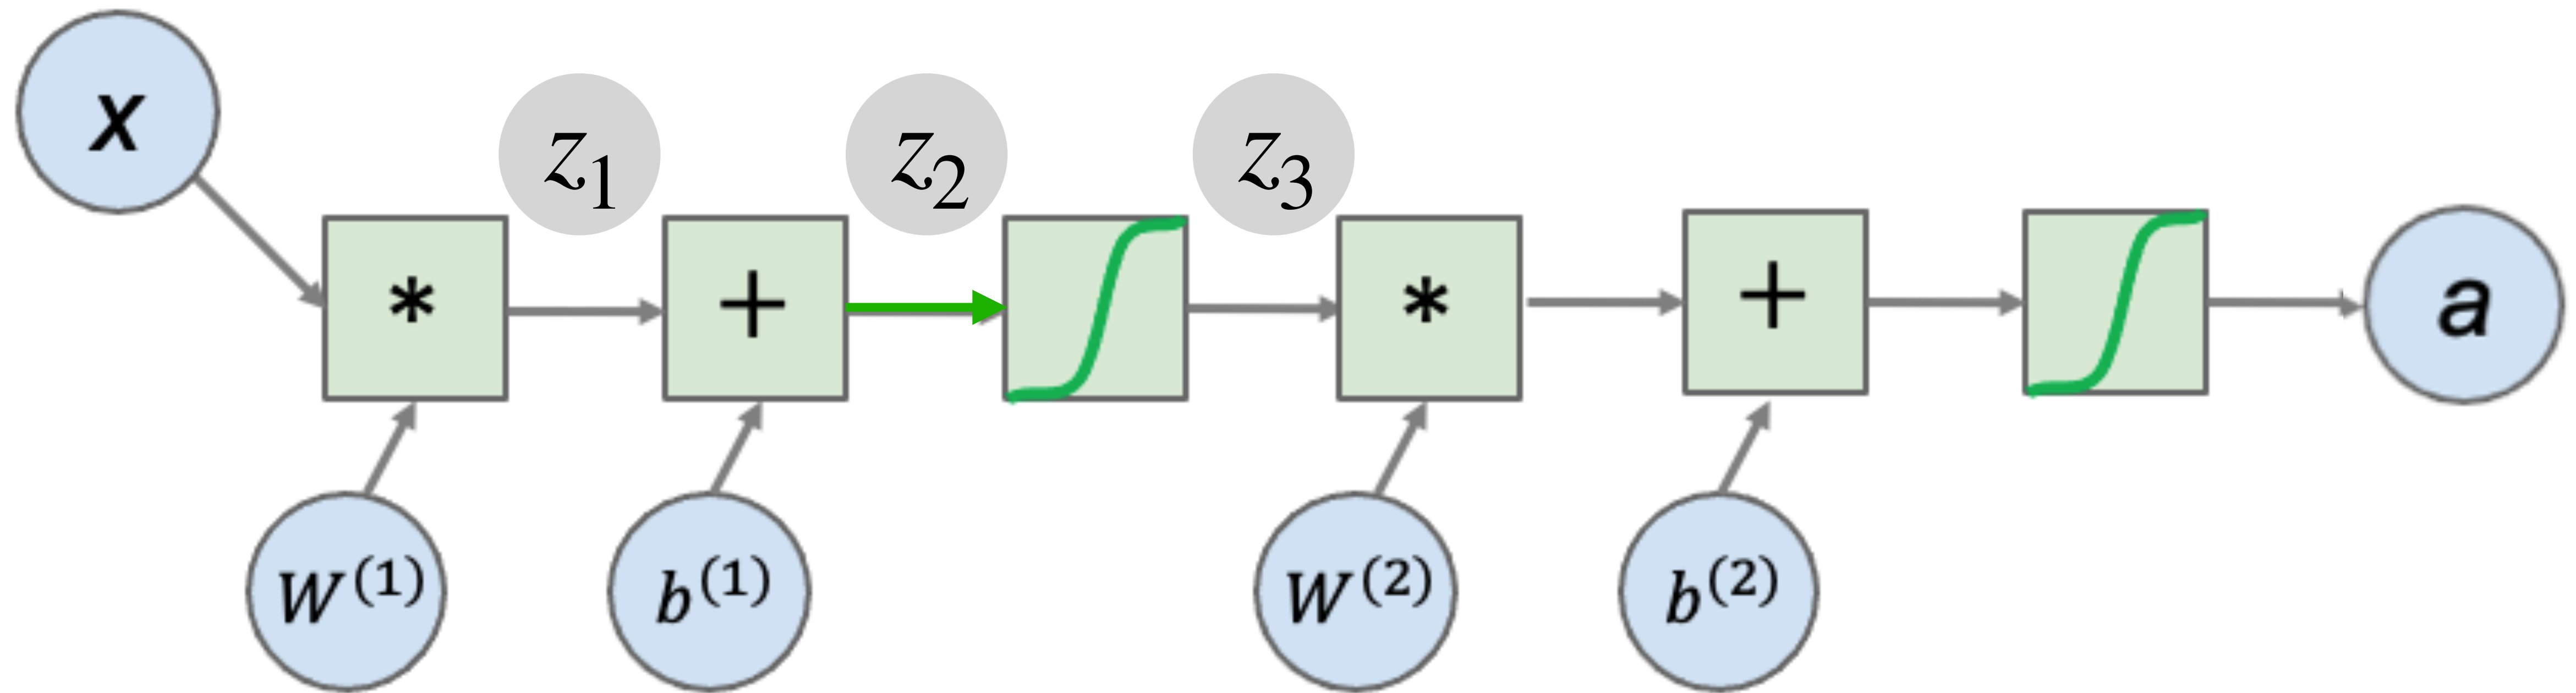 x
z₁
z₂
z₃
*
+
*
+
a
W⁽¹⁾
b⁽¹⁾
W⁽²⁾
b⁽²⁾